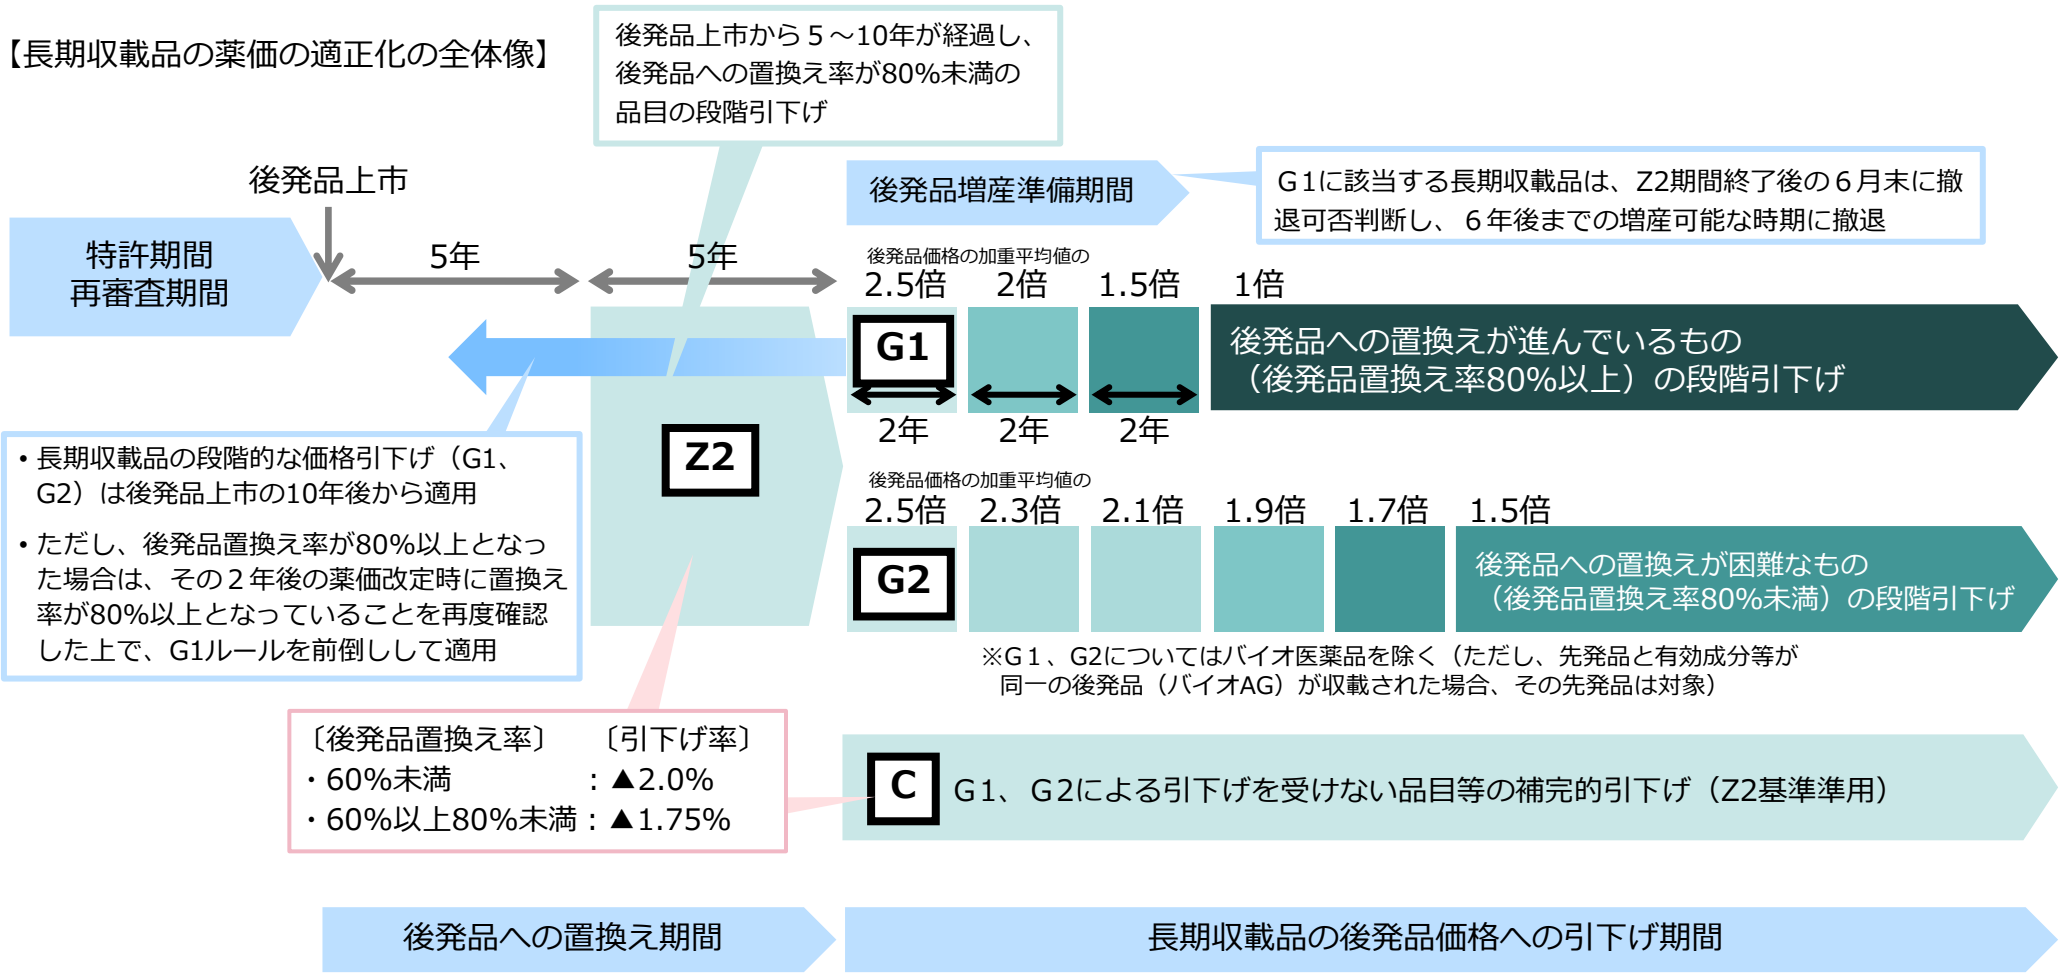 【長期収載品の薬価の適正化の全体像】
後発品上市から５～10年が経過し、
後発品への置換え率が80%未満の
品目の段階引下げ
後発品上市
特許期間
再審査期間
5年
5年
後発品増産準備期間
Ｇ1に該当する長期収載品は、Z2期間終了後の６月末に撤
退可否判断し、６年後までの増産可能な時期に撤退
後発品価格の加重平均値の
2.5倍 2倍 1.5倍 1倍
G1
後発品への置換えが進んでいるもの
（後発品置換え率80%以上）の段階引下げ
2年 2年 2年
Z2
・長期収載品の段階的な価格引下げ（G1、
G2）は後発品上市の10年後から適用
・ただし、後発品置換え率が80%以上となっ
た場合は、その２年後の薬価改定時に置換え
率が80%以上となっていることを再度確認
した上で、G1ルールを前倒しして適用
後発品価格の加重平均値の
2.5倍 2.3倍 2.1倍 1.9倍 1.7倍 1.5倍
G2
後発品への置換えが困難なもの
（後発品置換え率80%未満）の段階引下げ
※G１、G2についてはバイオ医薬品を除く（ただし、先発品と有効成分等が
同一の後発品（バイオAG）が収載された場合、その先発品は対象）
〔後発品置換え率〕 〔引下げ率〕
・60%未満 ：▲2.0%
・60%以上80%未満：▲1.75%
C
Ｇ1、Ｇ2による引下げを受けない品目等の補完的引下げ（Z2基準準用）
後発品への置換え期間
長期収載品の後発品価格への引下げ期間